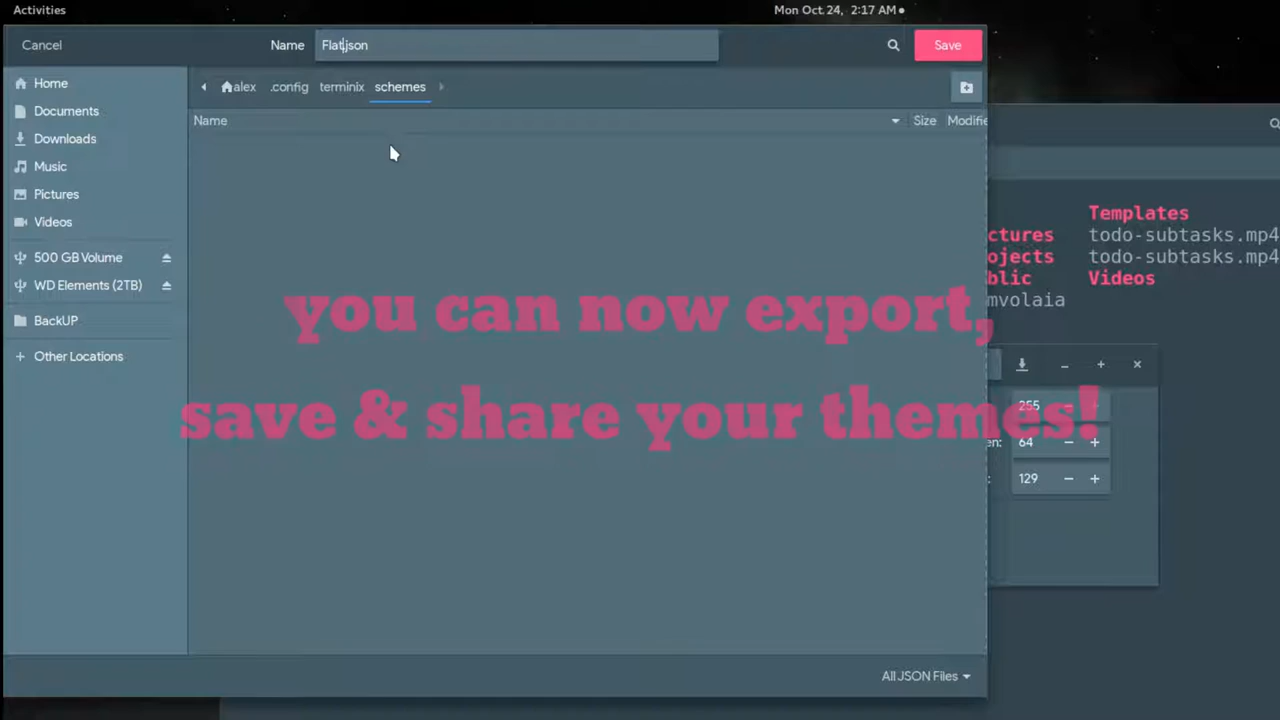 Activities
Mon Oct 24, 2:17 AM
Cancel
Name
Flat.json
Save
Home
Documents
Downloads
Music
Pictures
Videos
500 GB Volume
WD Elements (2TB)
BackUP
Other Locations
alex
.config
terminix
schemes
Name
Size
Modifie
you can now export,
save & share your themes!
All JSON Files
Templates
ctures
todo-subtasks.mp4
ojects
todo-subtasks.mp4
blic
Videos
mvolaia
255
en:
64
:
129